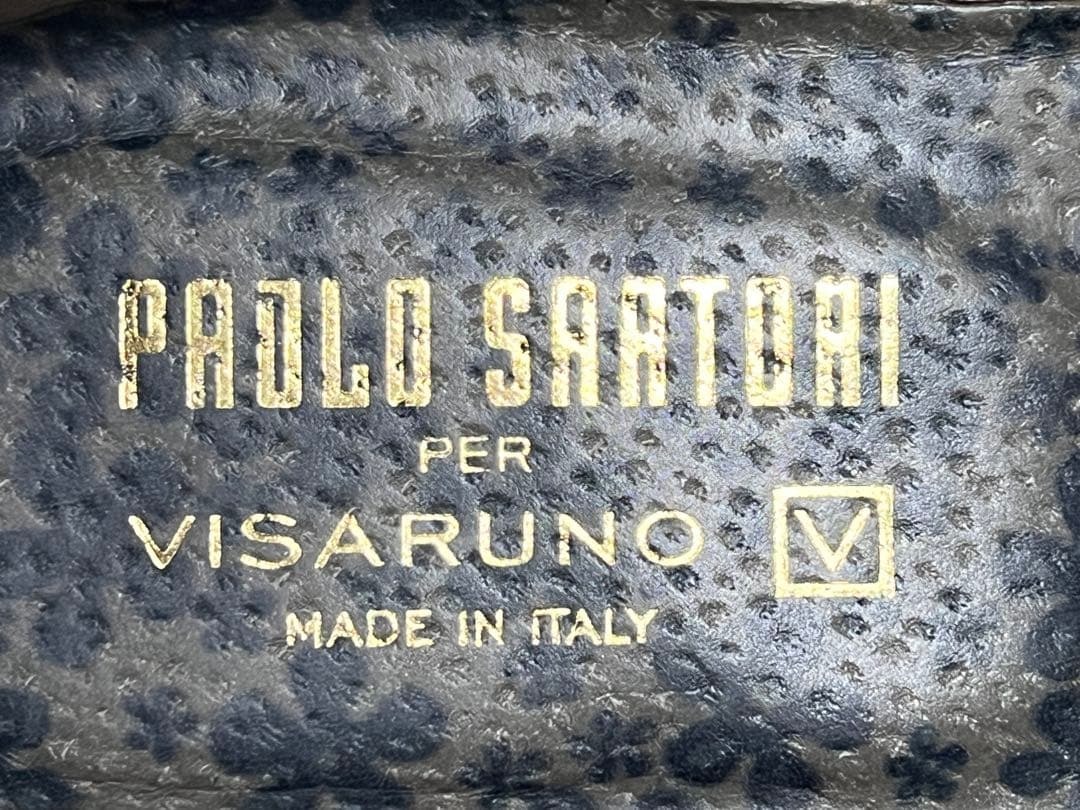 PAOLO SARTORI
PER
VISARUNO V
MADE IN ITALY